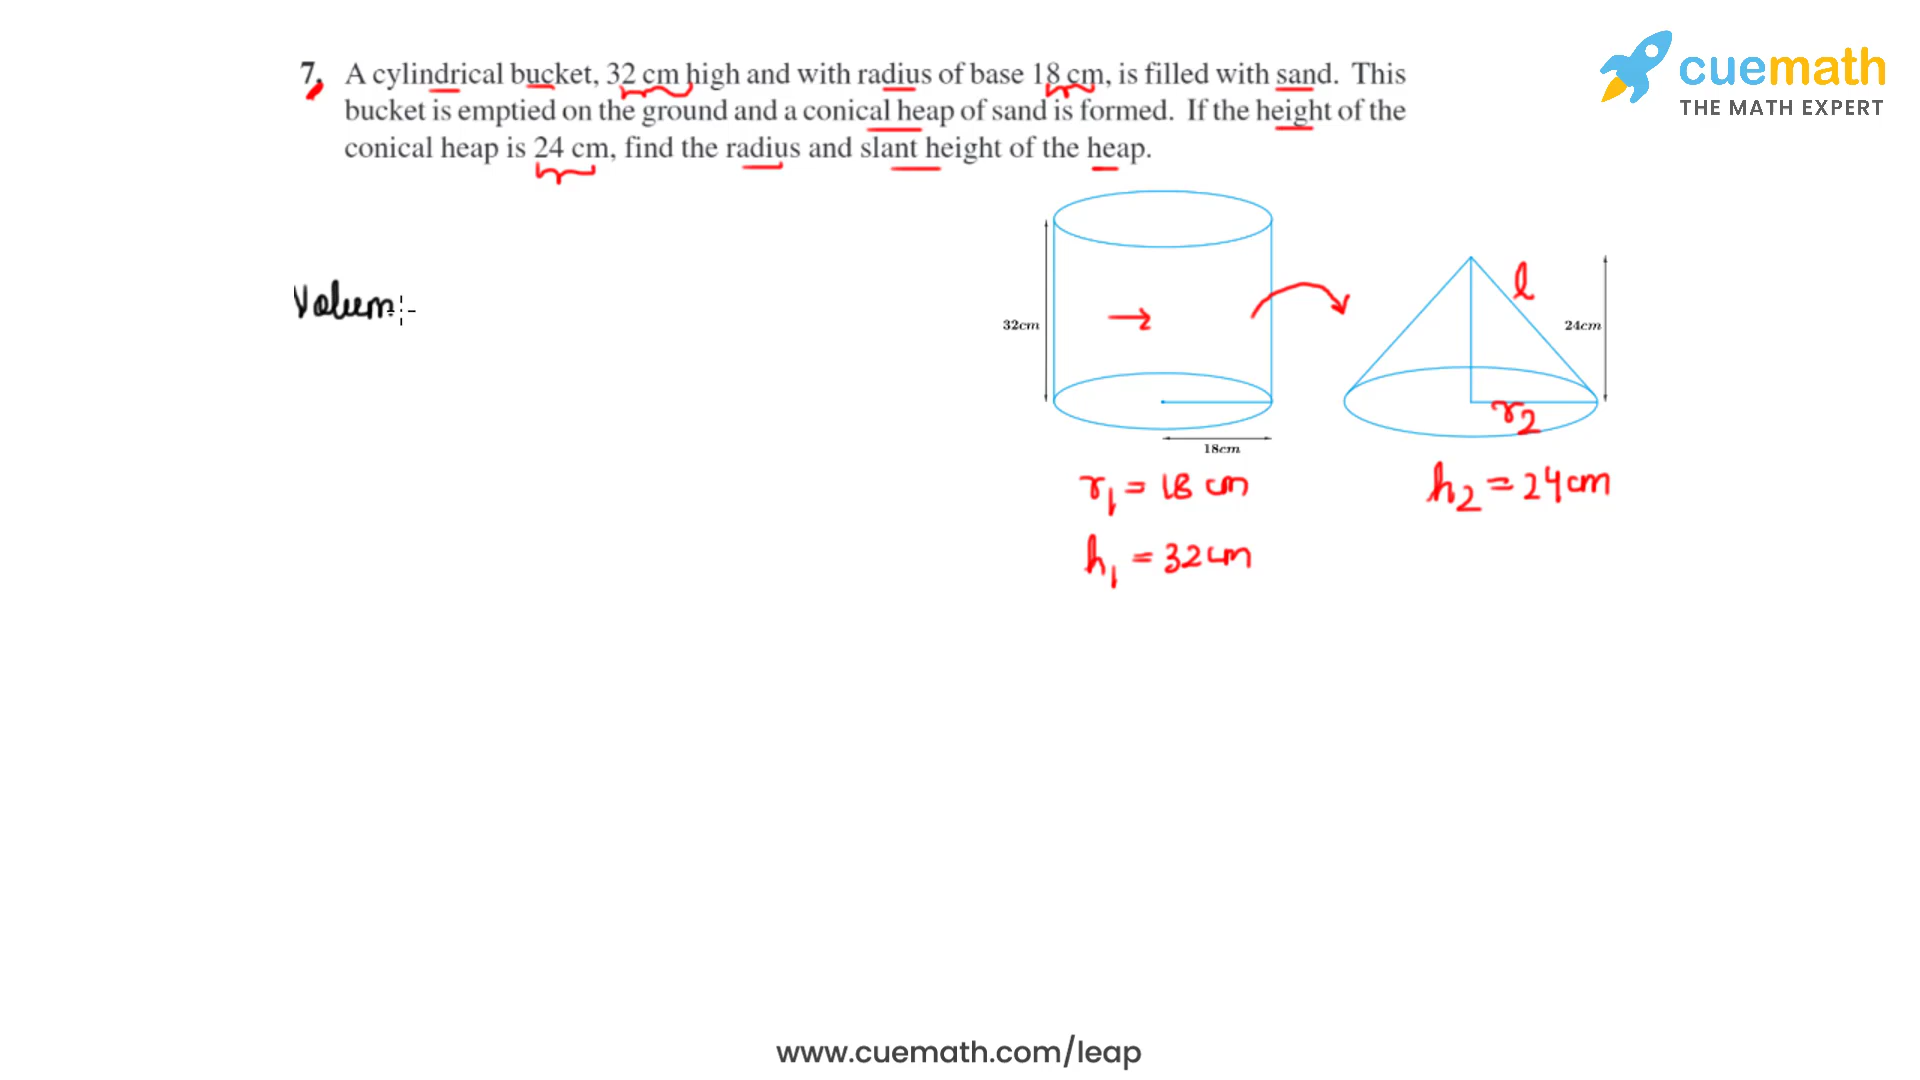 7. A cylindrical bucket, 32 cm high and with radius of base 18 cm, is filled with sand. This
bucket is emptied on the ground and a conical heap of sand is formed. If the height of the
conical heap is 24 cm, find the radius and slant height of the heap.
cuemath
THE MATH EXPERT
Volum
32cm
18cm
l
24cm
r2
r1 = 18 cm
h1 = 32cm
h2 = 24cm
www.cuemath.com/leap